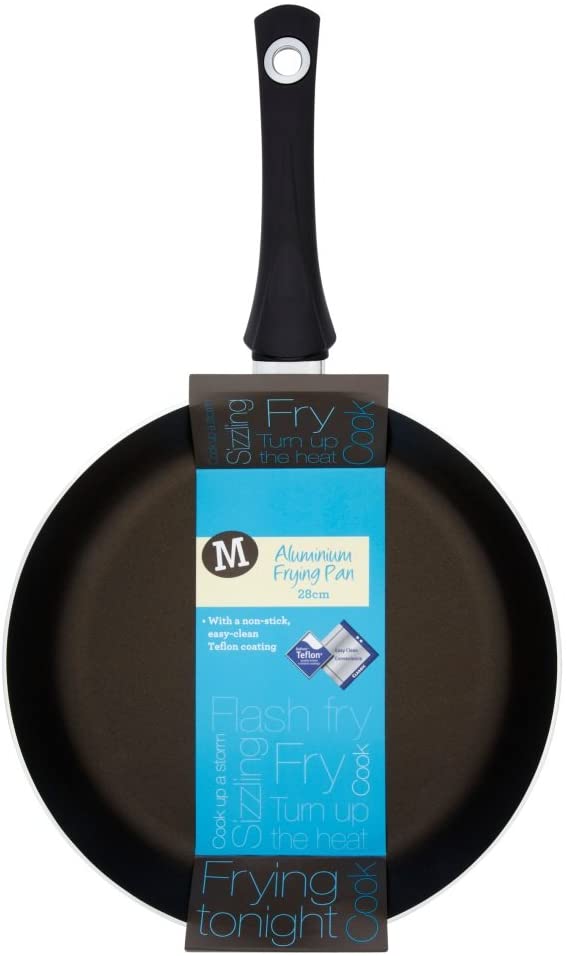 Cook up a storm
Sizzling
Fry
Turn up
the heat
Cook
M
Aluminium
Frying Pan
28cm
• With a non-stick,
easy-clean
Teflon coating
Teflon®
Easy Clean
Convenience
CLASSIC
Flash fry
Cook up a storm
Sizzling
Fry
Cook
Turn up
the heat
Frying
tonight
Cook